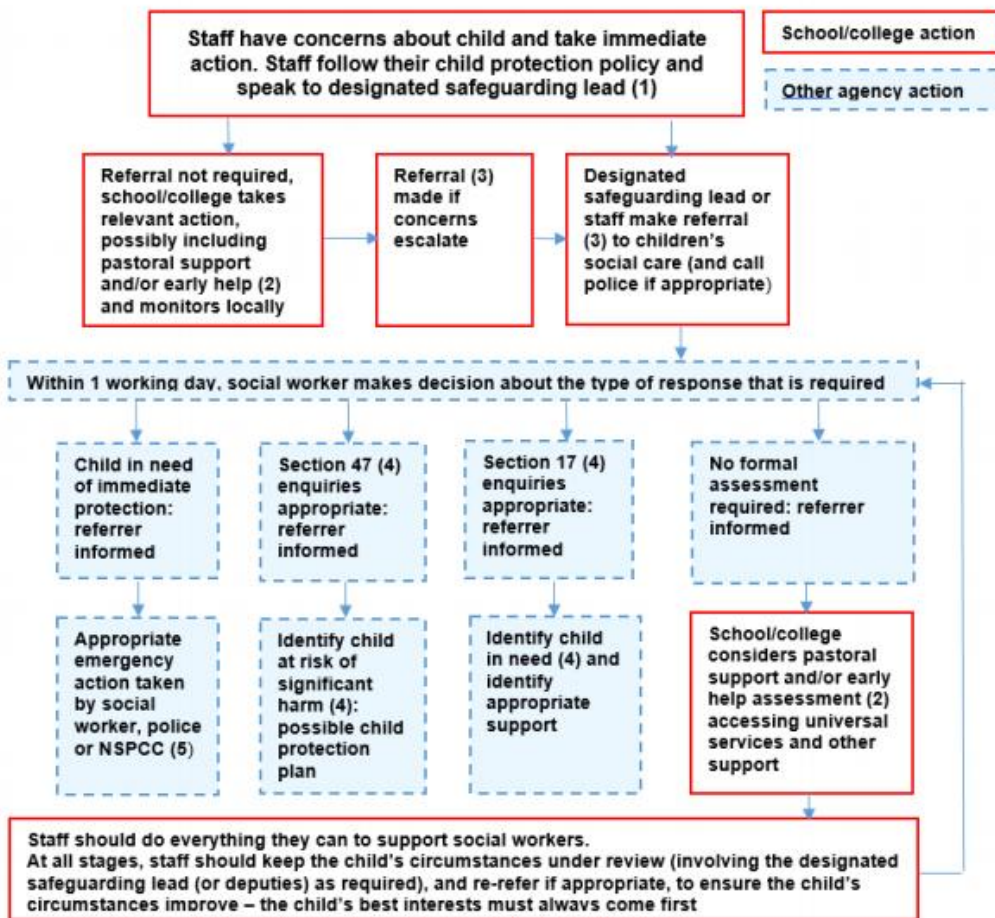 Staff have concerns about child and take immediate
action. Staff follow their child protection policy and
speak to designated safeguarding lead (1)
School/college action
Other agency action
Referral not required,
school/college takes
relevant action,
possibly including
pastoral support
and/or early help (2)
and monitors locally
Referral (3)
made if
concerns
escalate
Designated
safeguarding lead or
staff make referral
(3) to children's
social care (and call
police if appropriate)
Within 1 working day, social worker makes decision about the type of response that is required
Child in need
of immediate
protection:
referrer
informed
Section 47 (4)
enquiries
appropriate:
referrer
informed
Section 17 (4)
enquiries
appropriate:
referrer
informed
No formal
assessment
required: referrer
informed
Appropriate
emergency
action taken
by social
worker, police
or NSPCC (5)
Identify child
at risk of
significant
harm (4):
possible child
protection
plan
Identify child
in need (4) and
identify
appropriate
support
School/college
considers pastoral
support and/or early
help assessment (2)
accessing universal
services and other
support
Staff should do everything they can to support social workers.
At all stages, staff should keep the child's circumstances under review (involving the designated
safeguarding lead (or deputies) as required), and re-refer if appropriate, to ensure the child's
circumstances improve – the child's best interests must always come first